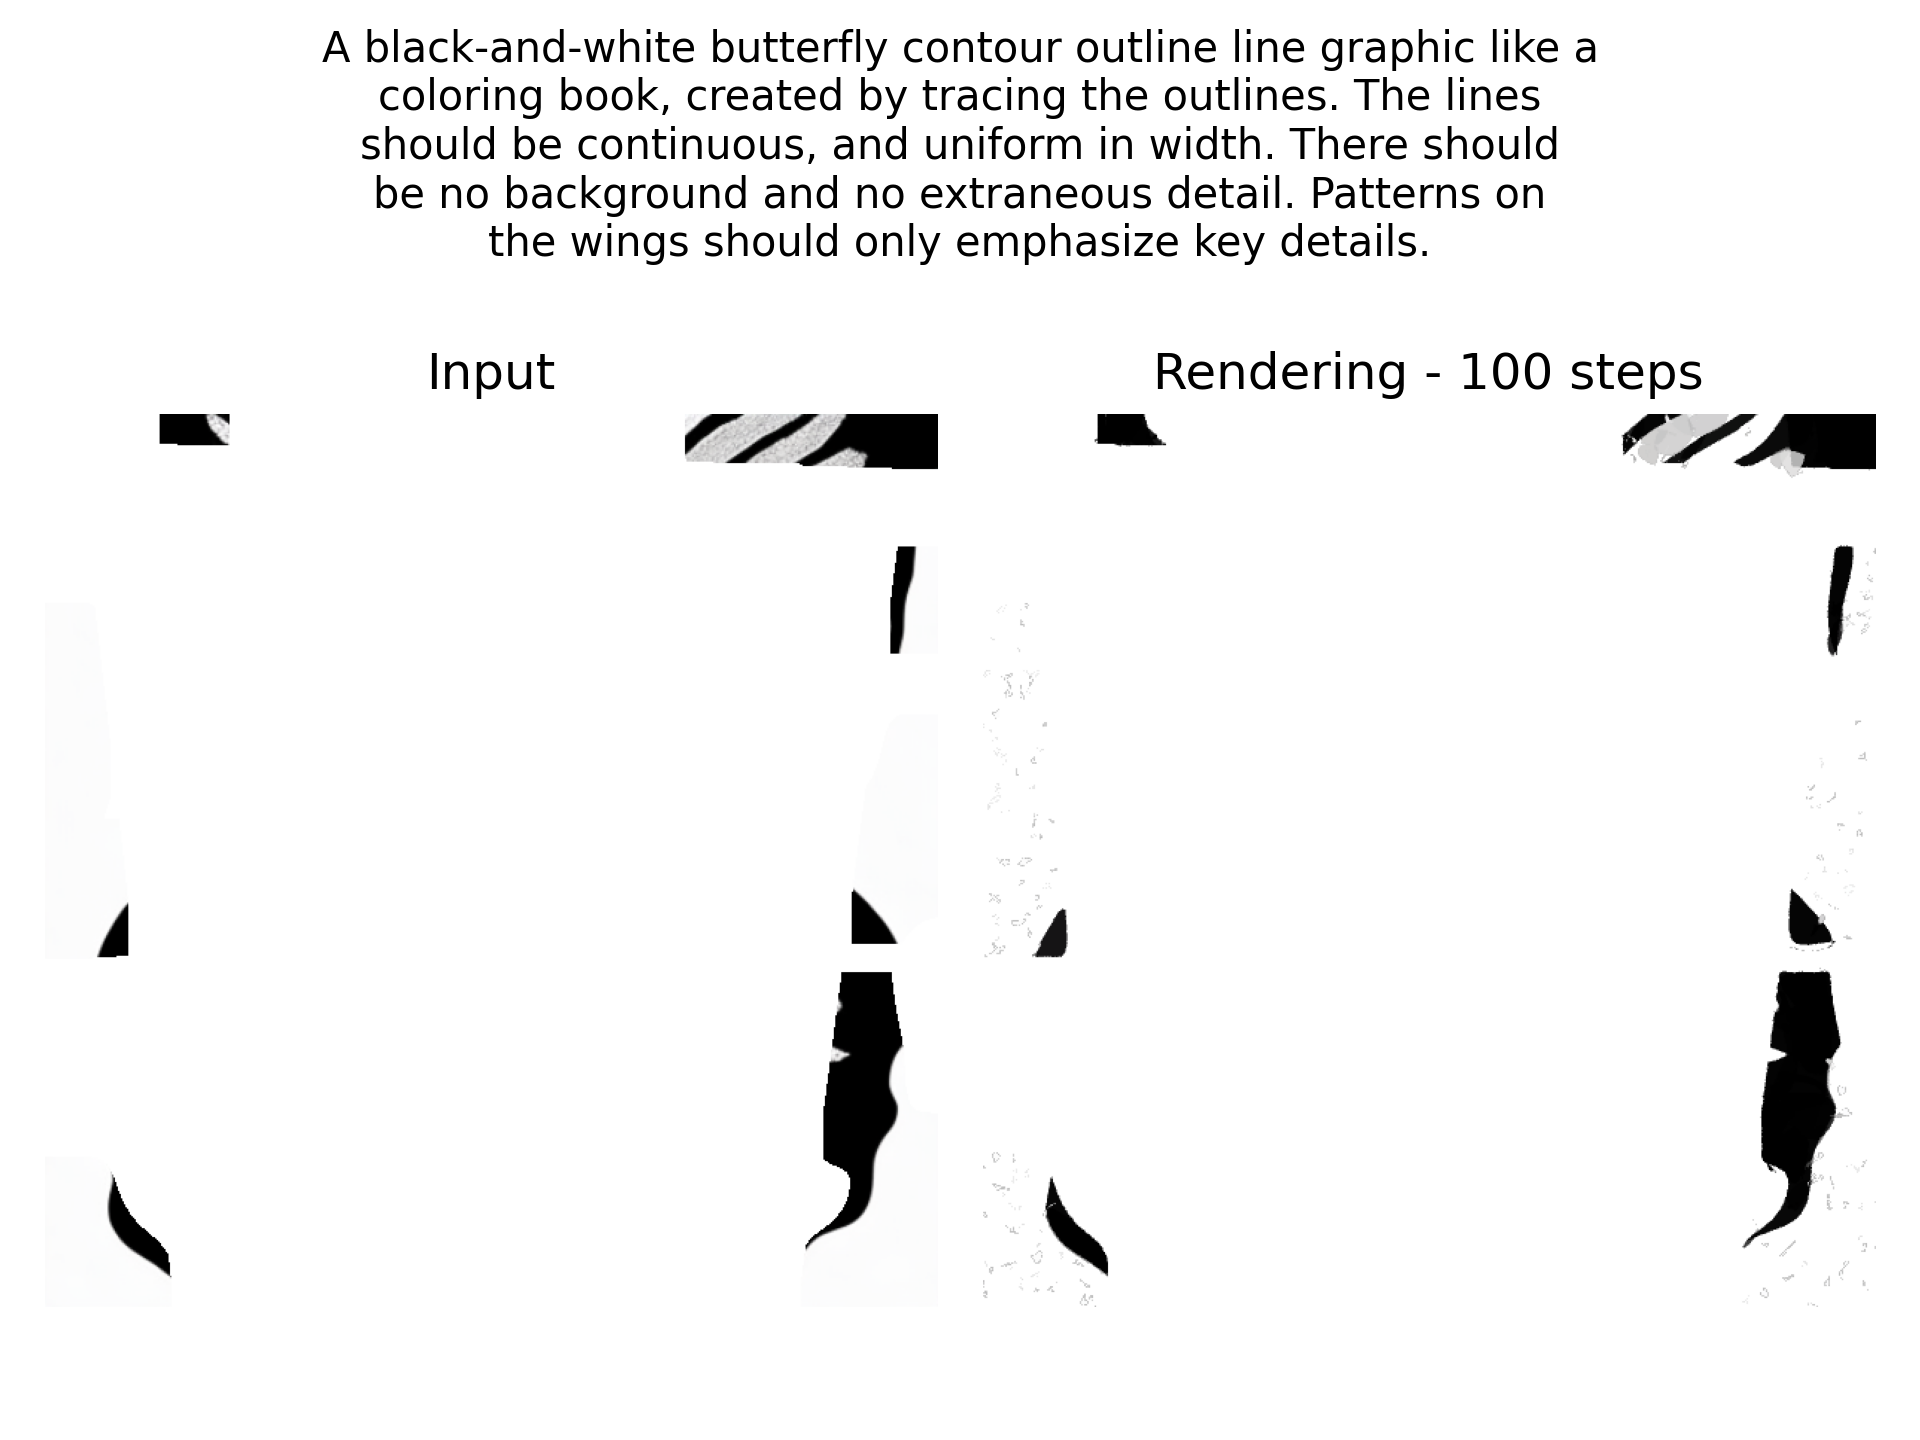 A black-and-white butterfly contour outline line graphic like a
coloring book, created by tracing the outlines. The lines
should be continuous, and uniform in width. There should
be no background and no extraneous detail. Patterns on
the wings should only emphasize key details.
Input
Rendering - 100 steps